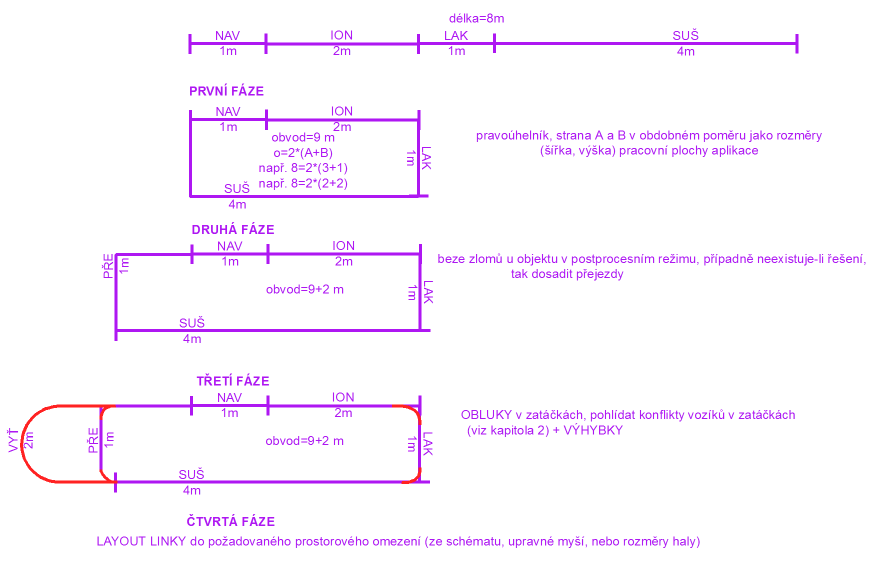 délka=8m
NAV ION LAK SUŠ
1m 2m 1m 4m
PRVNÍ FÁZE
NAV ION
1m 2m
obvod=9 m
o=2*(A+B)
např. 8=2*(3+1)
např. 8=2*(2+2)
1m LAK
SUŠ
4m
pravoúhelník, strana A a B v obdobném poměru jako rozměry
(šířka, výška) pracovní plochy aplikace
DRUHÁ FÁZE
NAV ION
1m 2m
PŘE 1m
obvod=9+2 m
1m LAK
SUŠ
4m
beze zlomů u objektu v postprocesním režimu, případně neexistuje-li řešení,
tak dosadit přejezdy
TŘETÍ FÁZE
NAV ION
1m 2m
VYŤ 2m
PŘE 1m
obvod=9+2 m
1m LAK
SUŠ
4m
OBLUKY v zatáčkách, pohlídat konflikty vozíků v zatáčkách
(viz kapitola 2) + VÝHYBKY
ČTVRTÁ FÁZE
LAYOUT LINKY do požadovaného prostorového omezení (ze schématu, upravné myší, nebo rozměry haly)